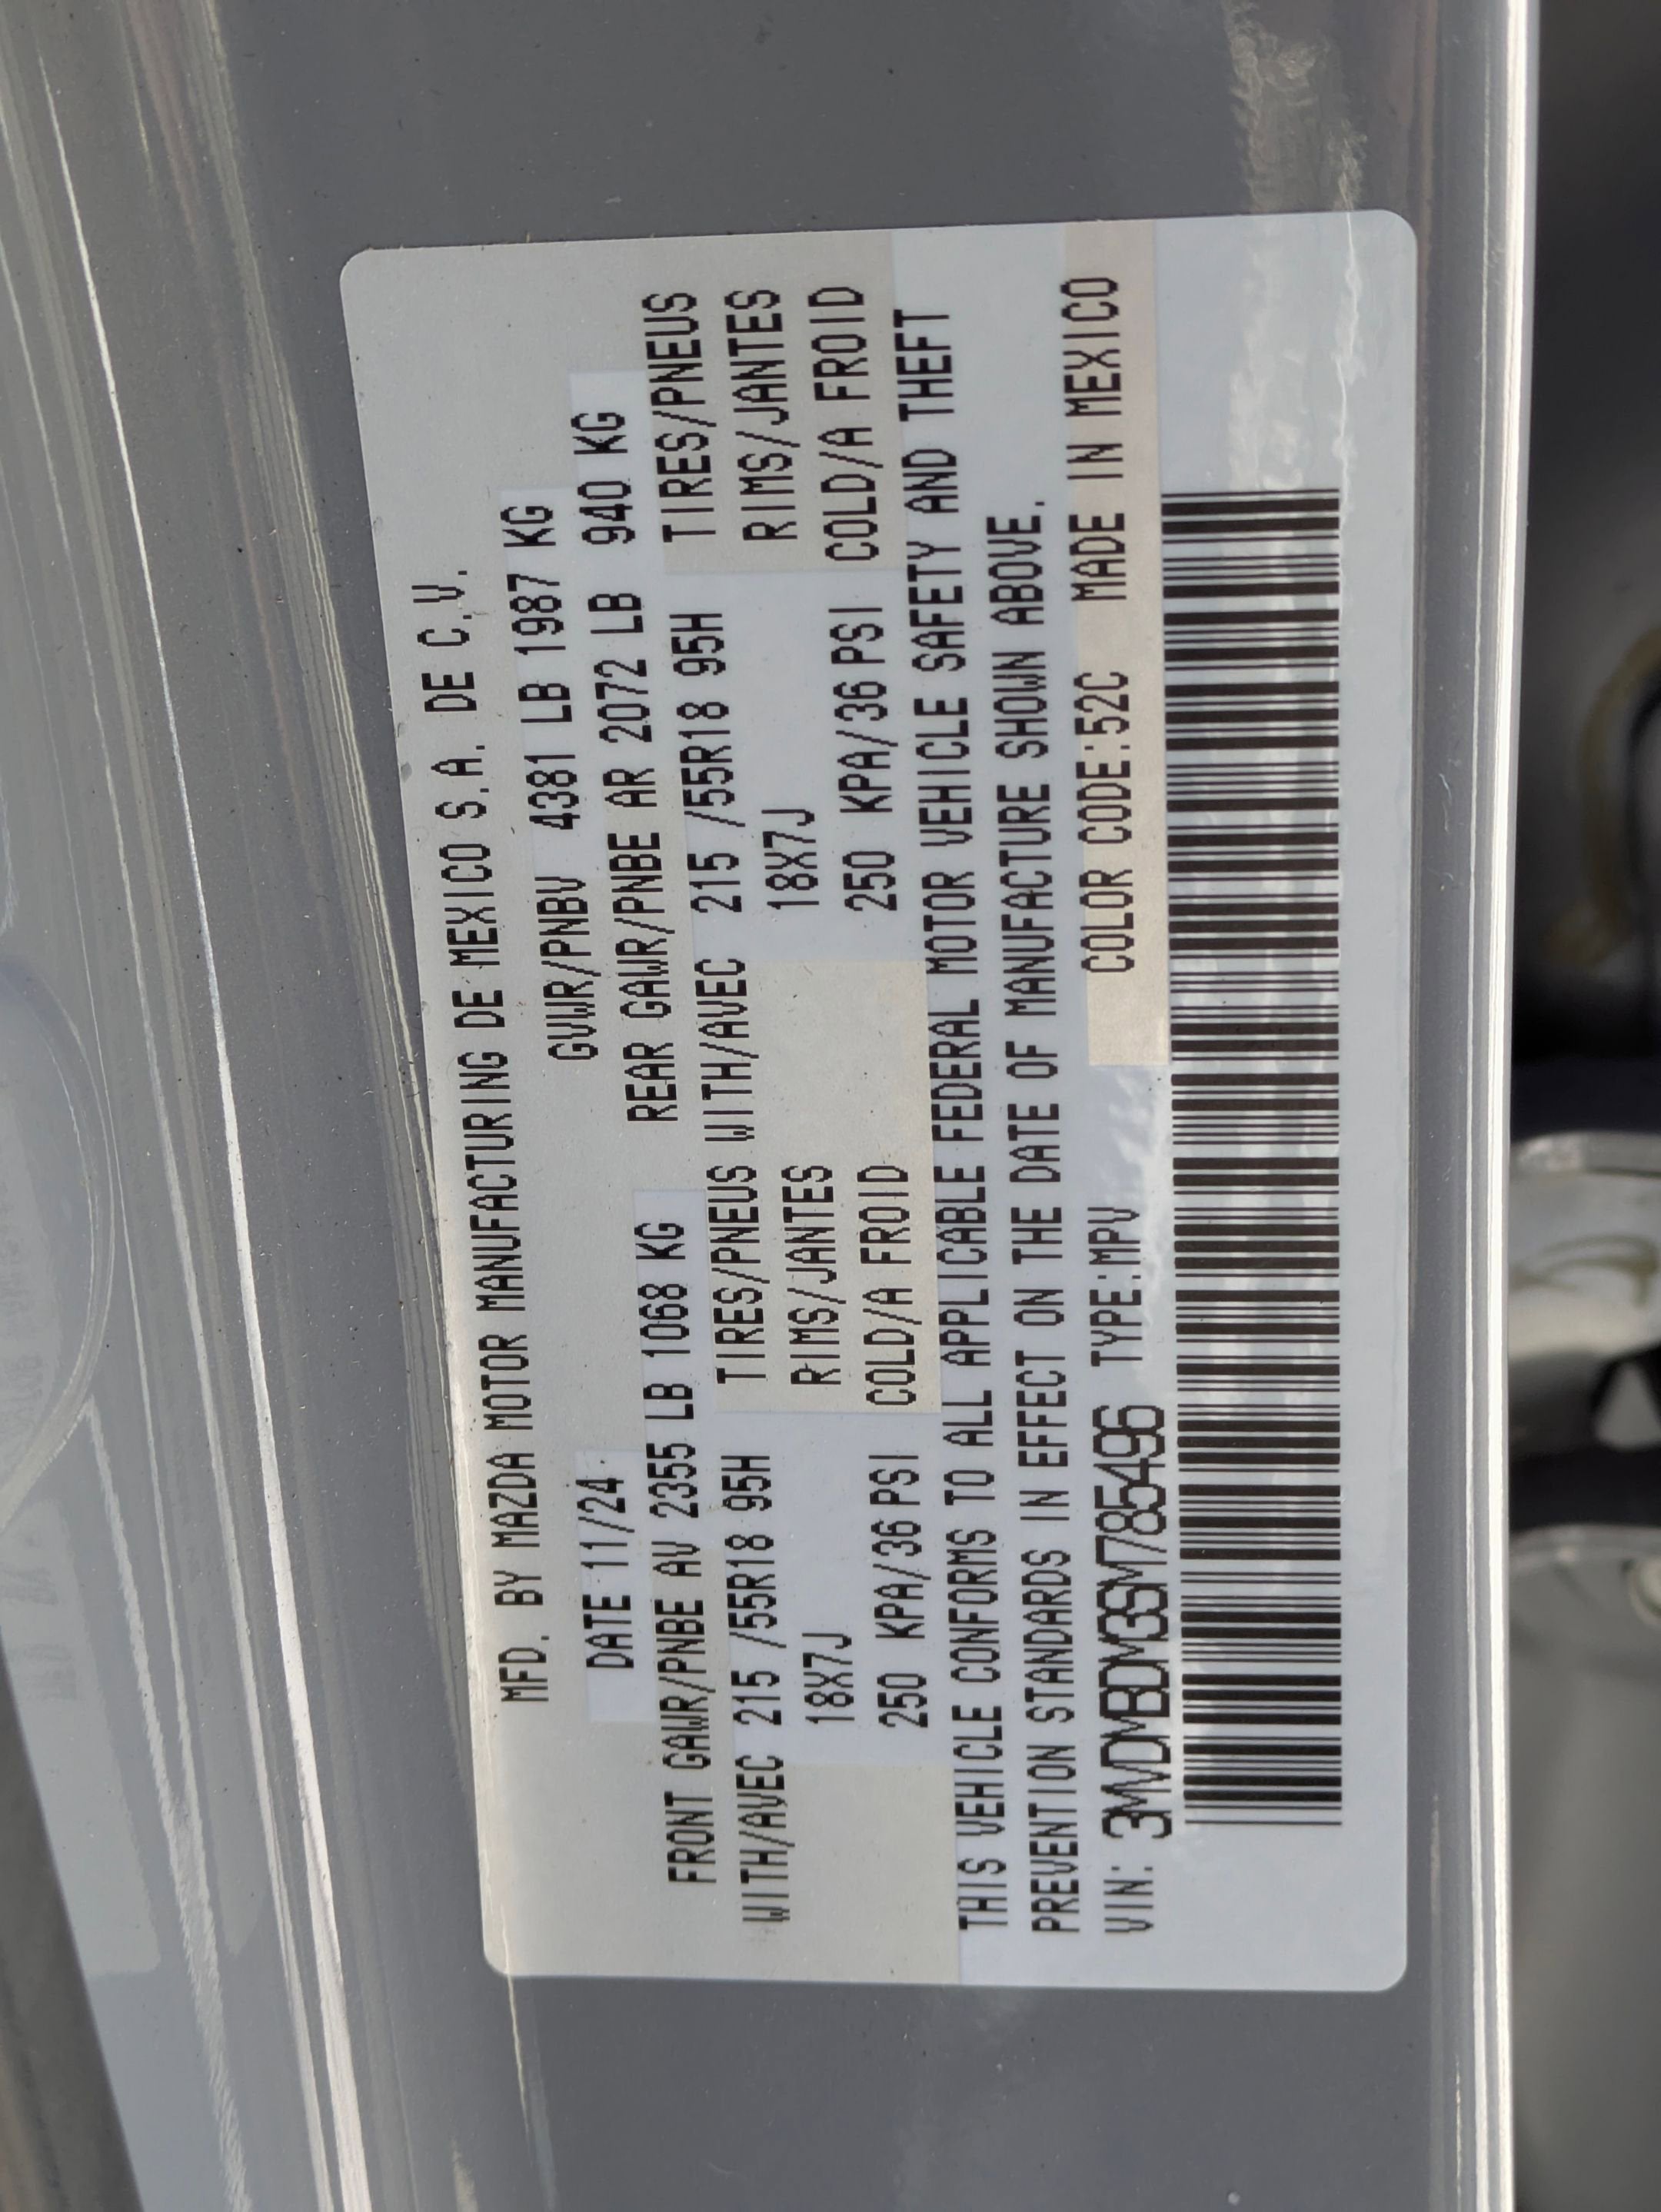 MFD. BY MAZDA MOTOR MANUFACTURING DE MEXICO S.A. DE C.V.
DATE 11/24 GVWR/PNBV 4381 LB 1987 KG
FRONT GAWR/PNBE AV 2355 LB 1068 KG REAR GAWR/PNBE AR 2072 LB 940 KG
WITH/AVEC 215 /55R18 95H TIRES/PNEUS WITH/AVEC 215 /55R18 95H TIRES/PNEUS
18X7J RIMS/JANTES 18X7J RIMS/JANTES
250 KPA/36 PSI COLD/A FROID 250 KPA/36 PSI COLD/A FROID
THIS VEHICLE CONFORMS TO ALL APPLICABLE FEDERAL MOTOR VEHICLE SAFETY AND THEFT
PREVENTION STANDARDS IN EFFECT ON THE DATE OF MANUFACTURE SHOWN ABOVE.
VIN: 3MVDMBDM3SM785496 TYPE:MPV COLOR CODE:52C MADE IN MEXICO